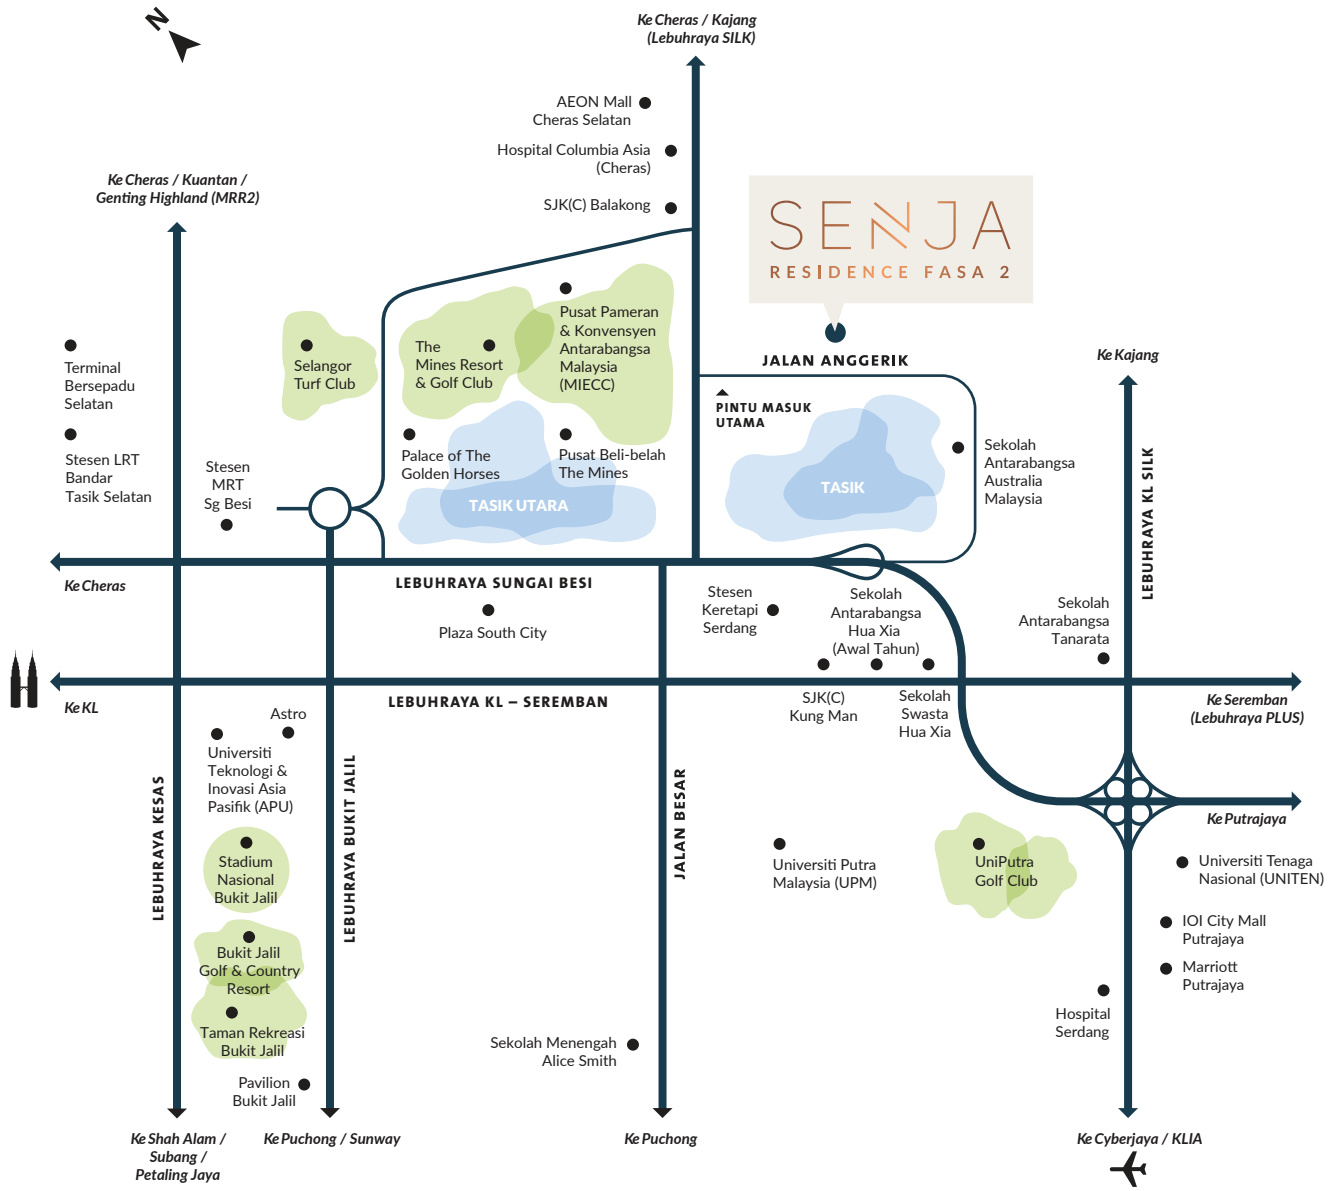 N
Ke Cheras / Kajang
(Lebuhraya SILK)
AEON Mall
Cheras Selatan
Hospital Columbia Asia
(Cheras)
SJK(C) Balakong
Ke Cheras / Kuantan /
Genting Highland (MRR2)
SENJA
RESIDENCE FASA 2
JALAN ANGGERIK
PINTU MASUK
UTAMA
Ke Kajang
Terminal
Bersepadu
Selatan
Stesen LRT
Bandar
Tasik Selatan
Stesen
MRT
Sg Besi
Selangor
Turf Club
The
Mines Resort
& Golf Club
Pusat Pameran
& Konvensyen
Antarabangsa
Malaysia
(MIECC)
Palace of The
Golden Horses
Pusat Beli-belah
The Mines
TASIK UTARA
TASIK
Sekolah
Antarabangsa
Australia
Malaysia
LEBUHRAYA KL SILK
Ke Cheras
LEBUHRAYA SUNGAI BESI
Plaza South City
Stesen
Keretapi
Serdang
Sekolah
Antarabangsa
Hua Xia
(Awal Tahun)
Sekolah
Antarabangsa
Tanarata
Ke KL
LEBUHRAYA KL – SEREMBAN
SJK(C)
Kung Man
Sekolah
Swasta
Hua Xia
Ke Seremban
(Lebuhraya PLUS)
Astro
Universiti
Teknologi &
Inovasi Asia
Pasifik (APU)
LEBUHRAYA KESAS
LEBUHRAYA BUKIT JALIL
JALAN BESAR
Ke Putrajaya
Stadium
Nasional
Bukit Jalil
Universiti Putra
Malaysia (UPM)
UniPutra
Golf Club
Universiti Tenaga
Nasional (UNITEN)
IOI City Mall
Putrajaya
Marriott
Putrajaya
Bukit Jalil
Golf & Country
Resort
Taman Rekreasi
Bukit Jalil
Hospital
Serdang
Sekolah Menengah
Alice Smith
Pavilion
Bukit Jalil
Ke Shah Alam /
Subang /
Petaling Jaya
Ke Puchong / Sunway
Ke Puchong
Ke Cyberjaya / KLIA